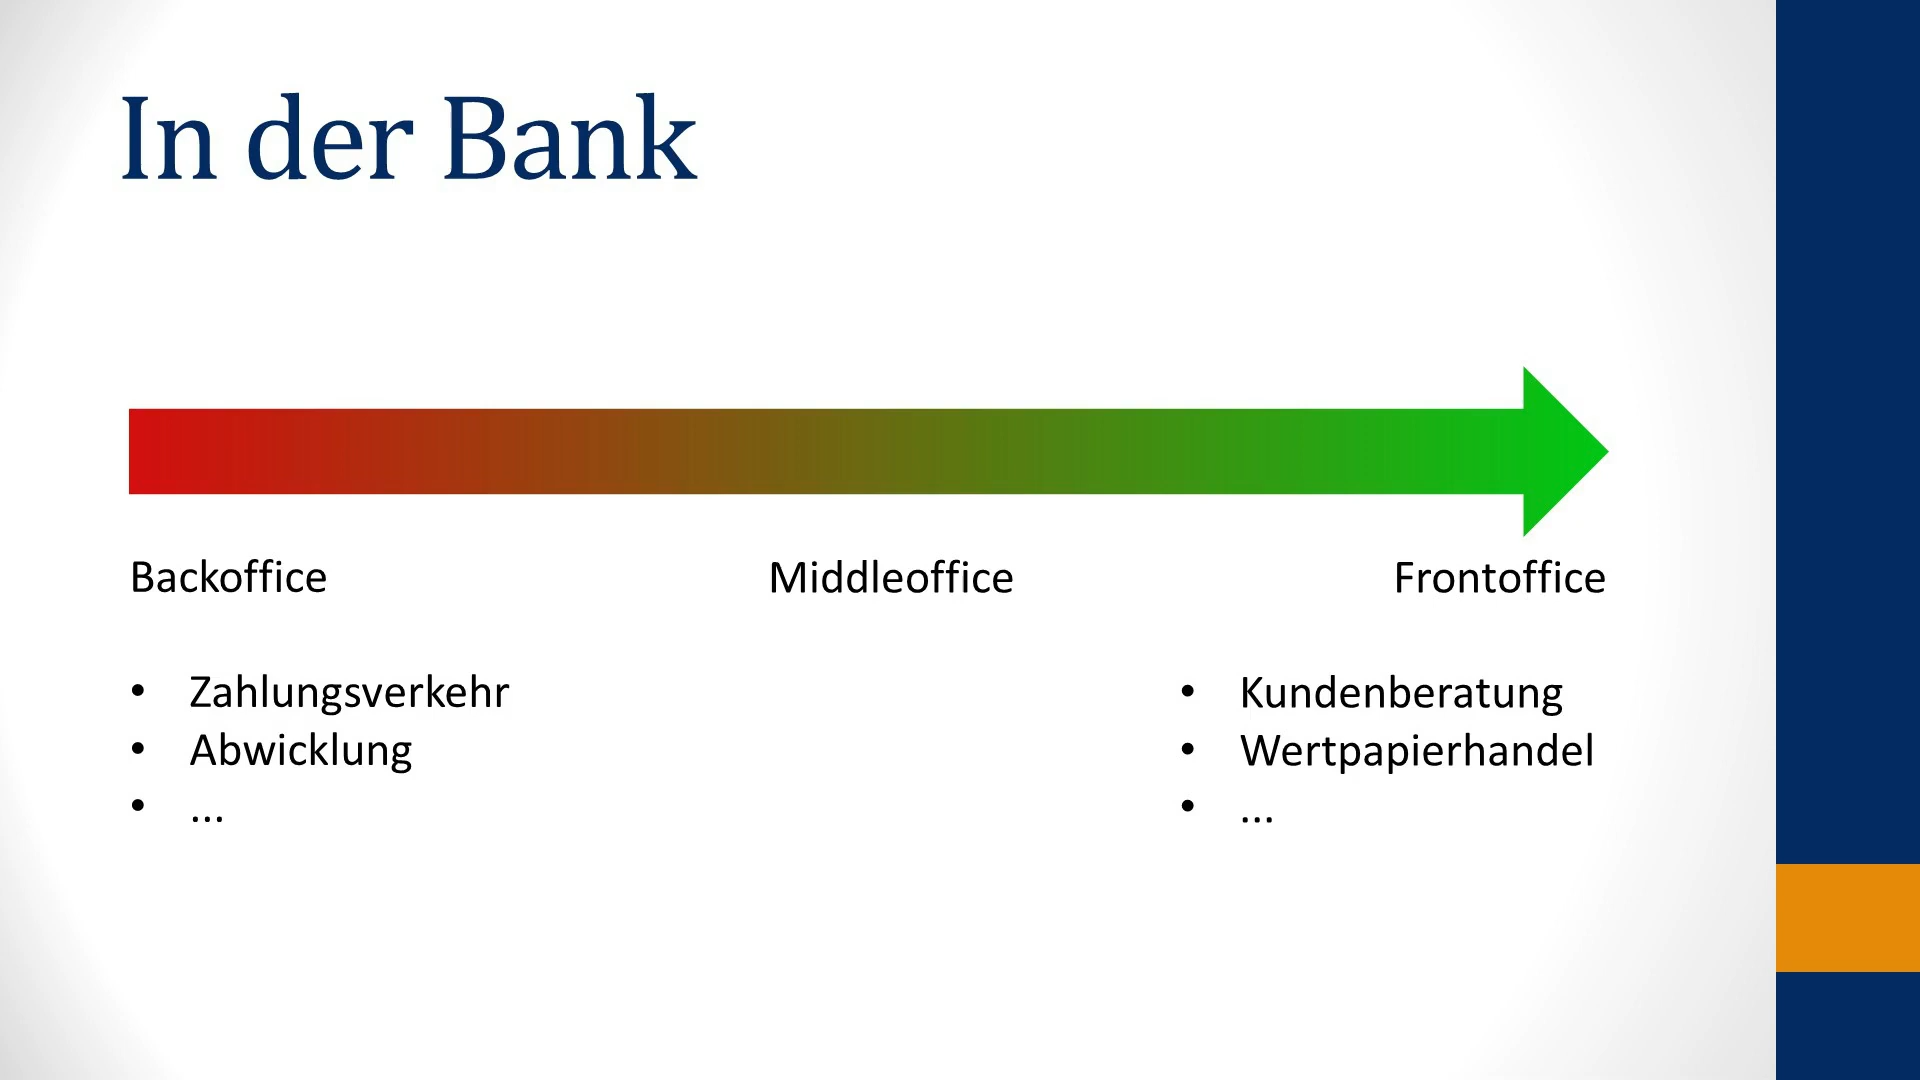 In der Bank
Backoffice
Middleoffice
Frontoffice
• Zahlungsverkehr
• Abwicklung
• ...
• Kundenberatung
• Wertpapierhandel
• ...